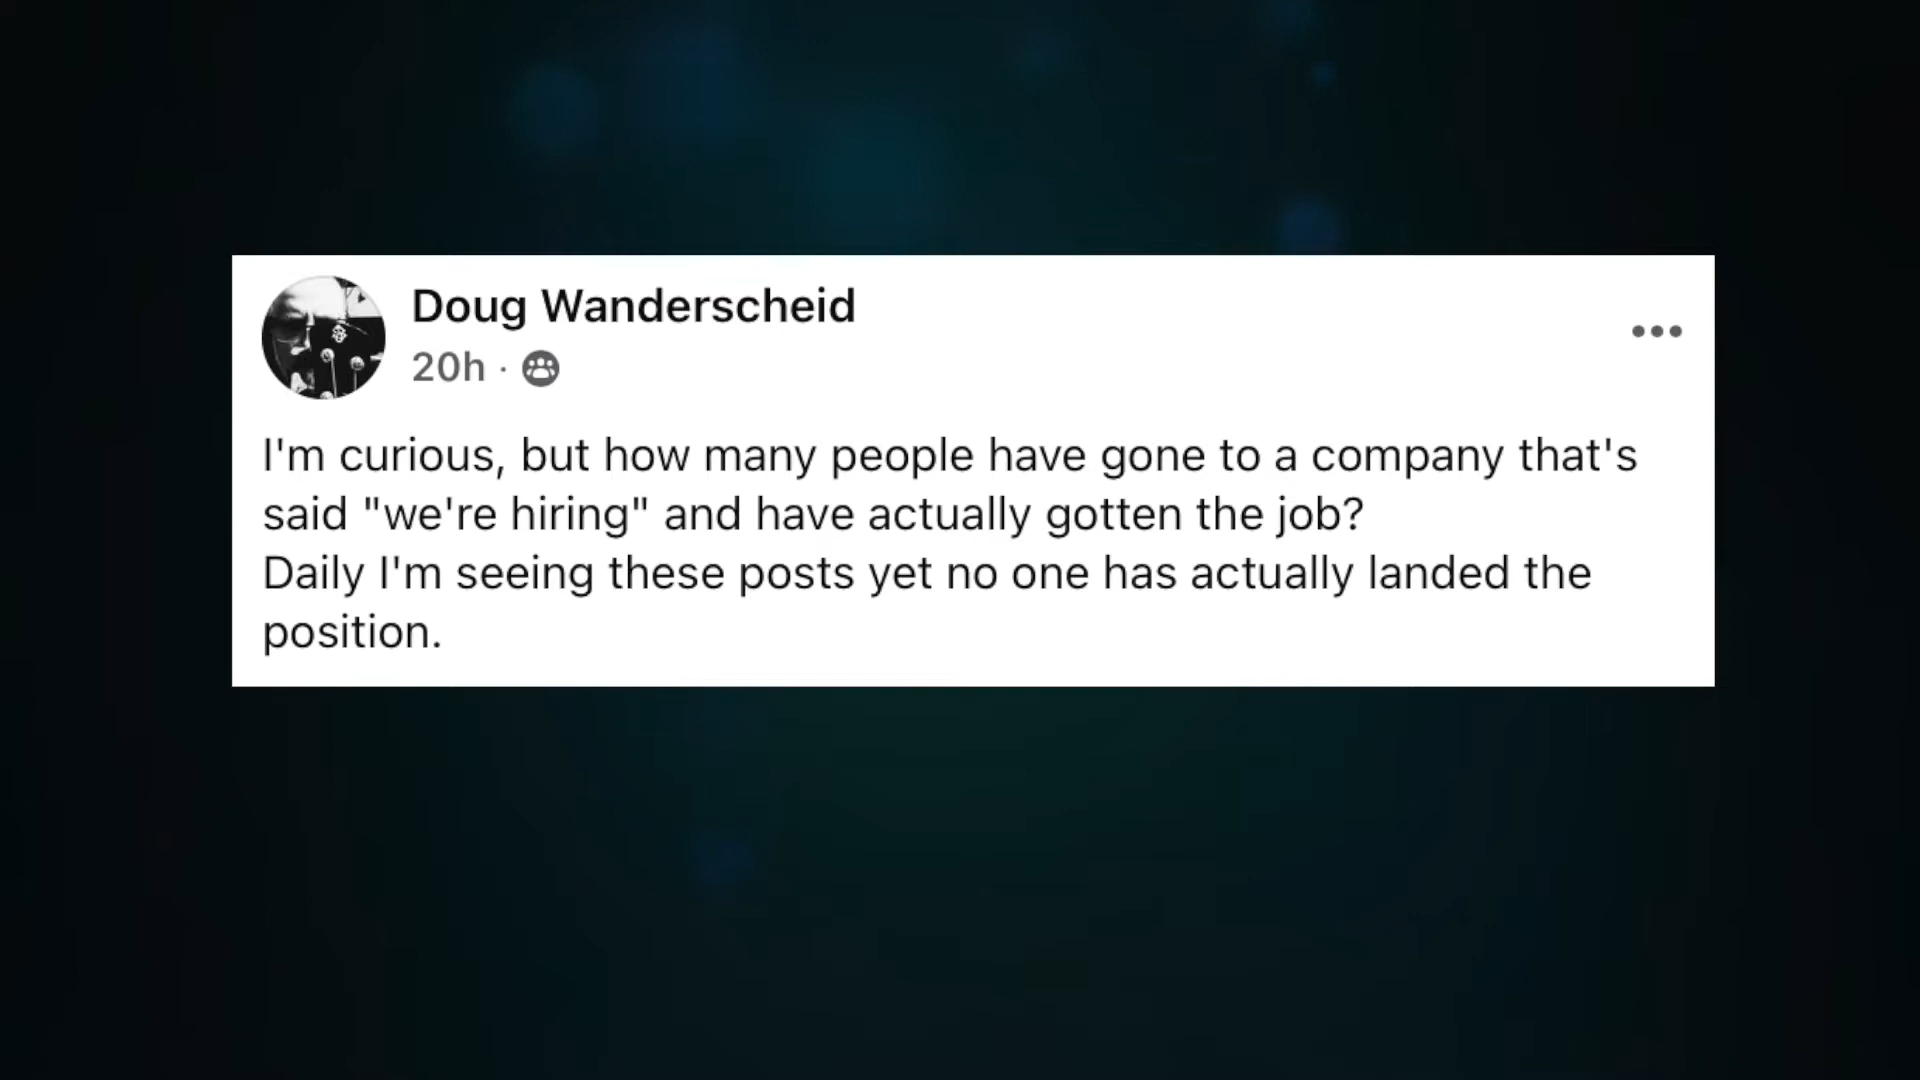 Doug Wanderscheid
20h ·
I'm curious, but how many people have gone to a company that's
said "we're hiring" and have actually gotten the job?
Daily I'm seeing these posts yet no one has actually landed the
position.